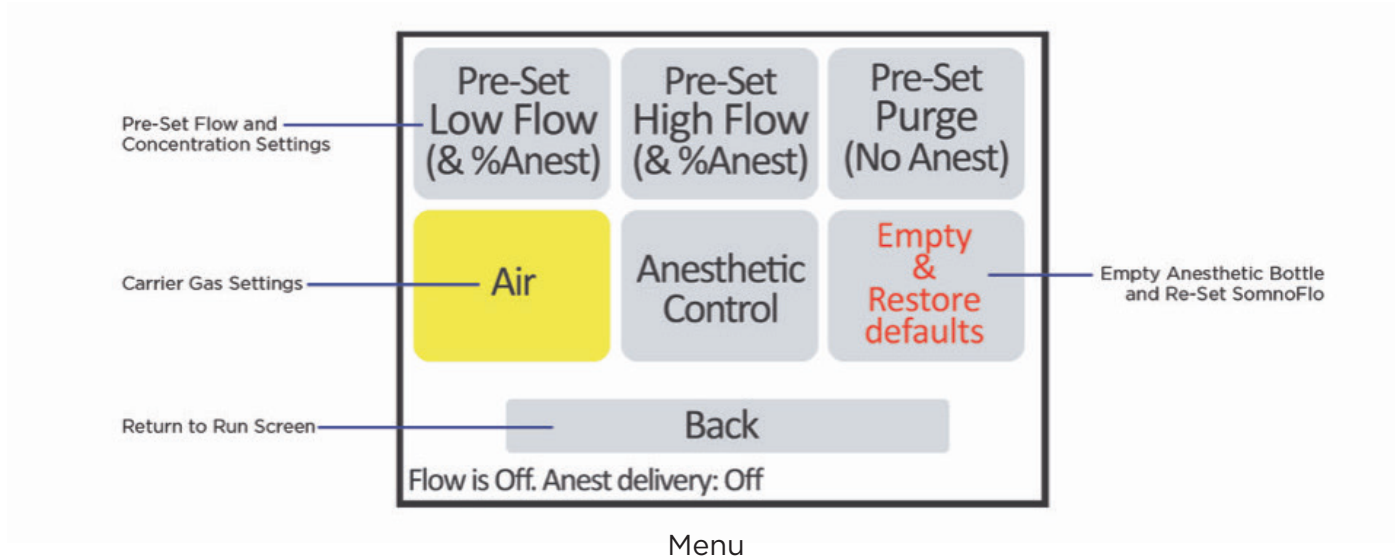 Pre-Set
Low Flow
(& %Anest)
Pre-Set
High Flow
(& %Anest)
Pre-Set
Purge
(No Anest)
Pre-Set Flow and
Concentration Settings
Air
Anesthetic
Control
Empty
&
Restore
defaults
Carrier Gas Settings
Empty Anesthetic Bottle
and Re-Set SomnoFlo
Return to Run Screen
Back
Flow is Off. Anest delivery: Off
Menu